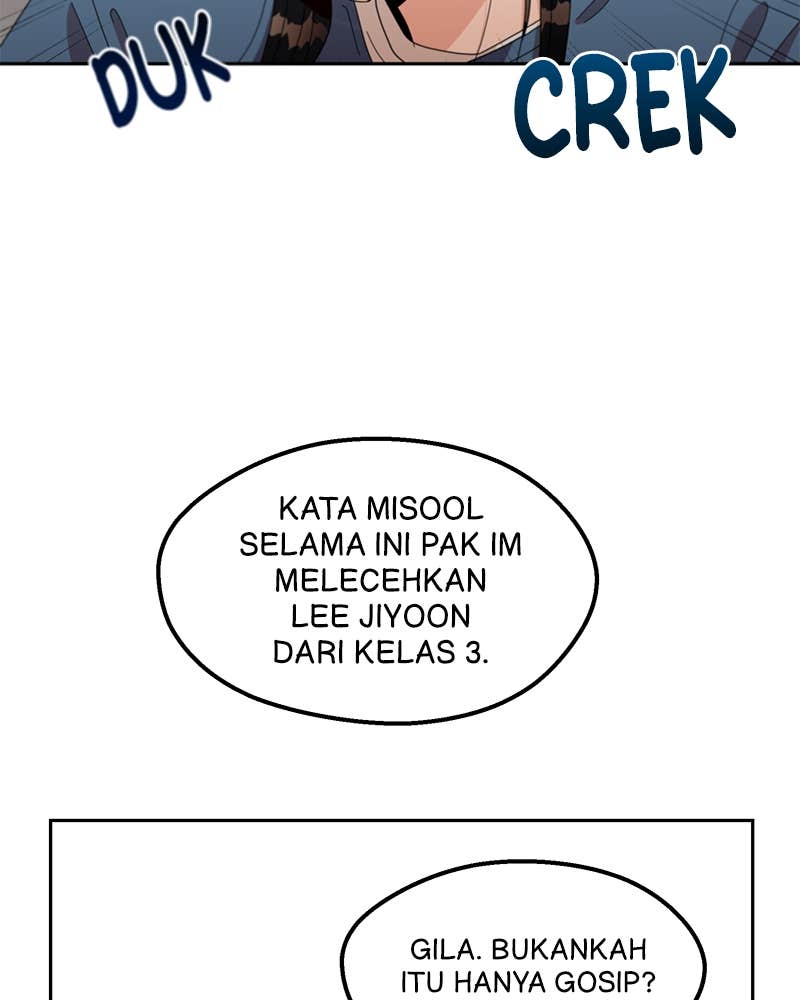 DUK
CREK
KATA MISOOL
SELAMA INI PAK IM
MELECEHKAN
LEE JIYOON
DARI KELAS 3.
GILA. BUKANKAH
ITU HANYA GOSIP?